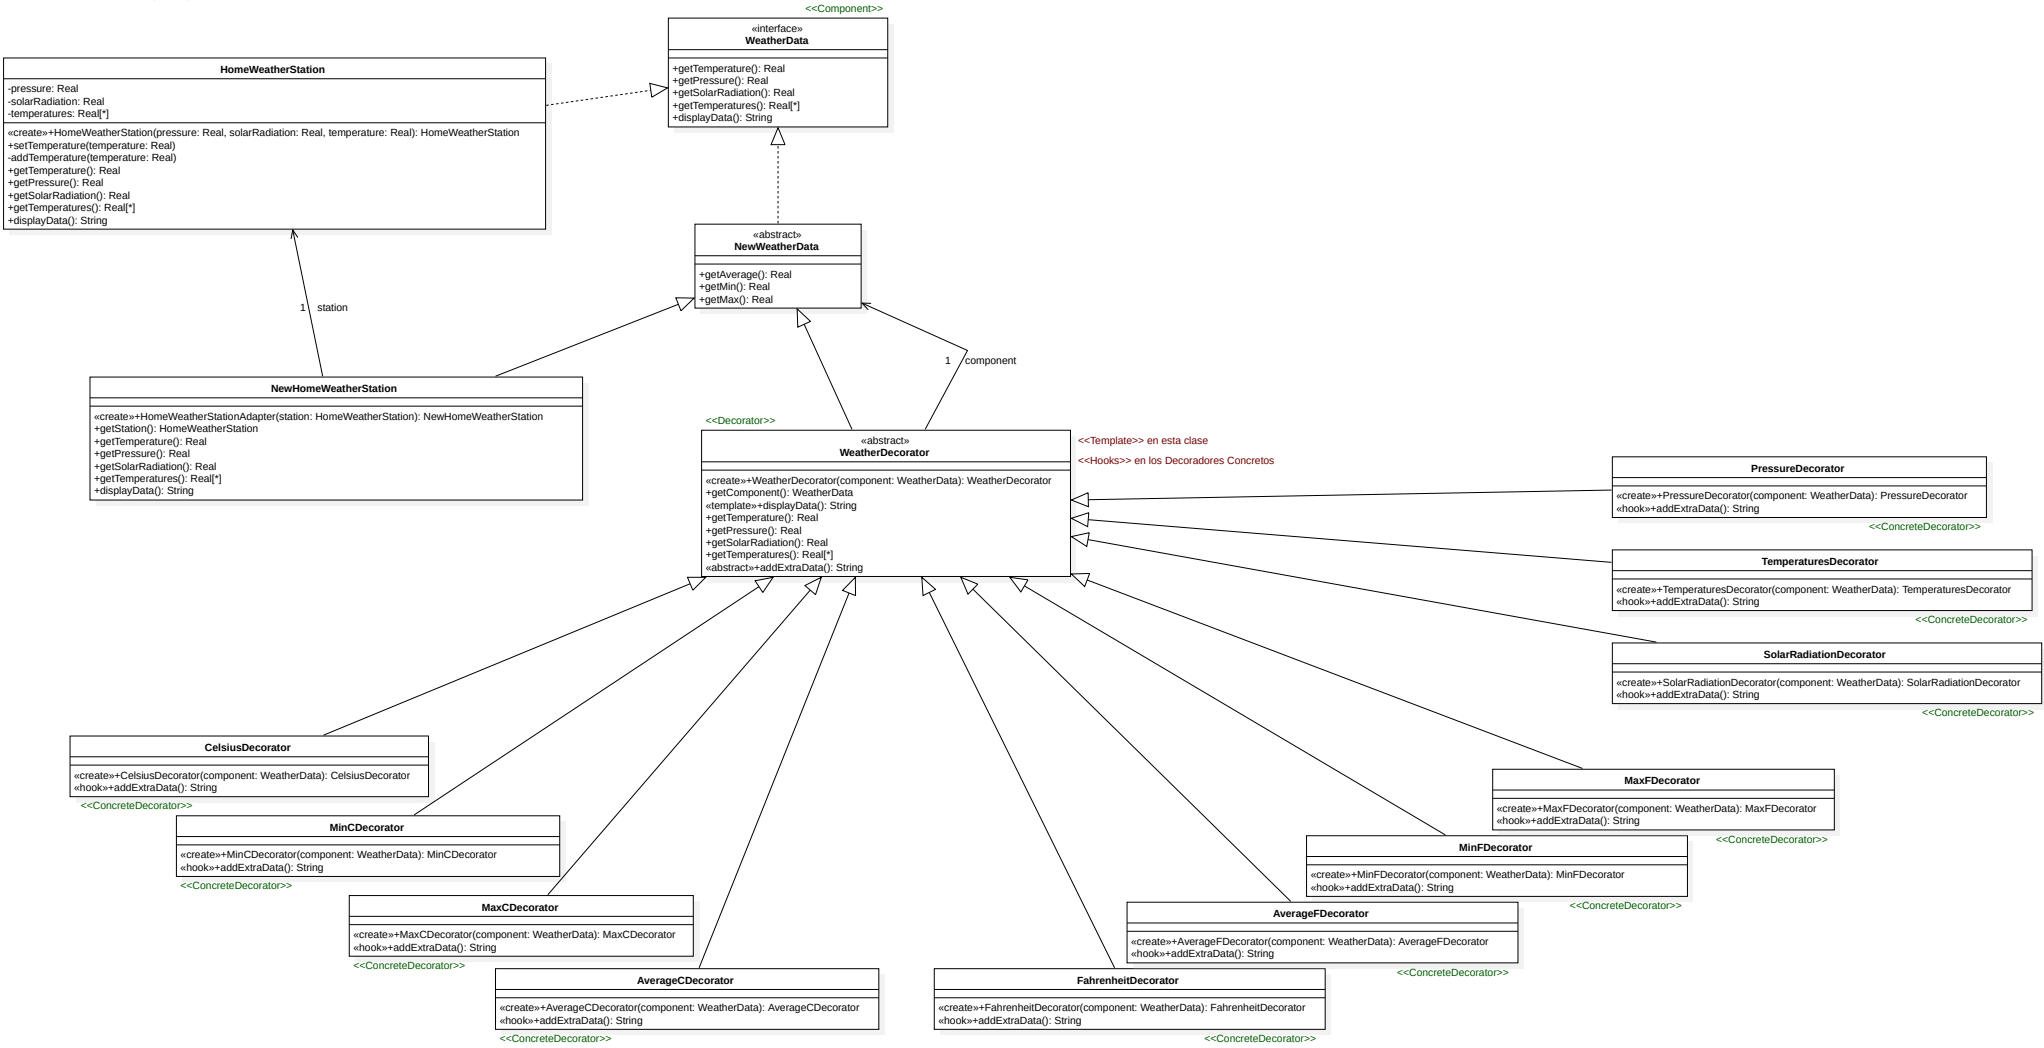 <<Component>>
«interface»
WeatherData
+getTemperature(): Real
+getPressure(): Real
+getSolarRadiation(): Real
+getTemperatures(): Real[*]
+displayData(): String
HomeWeatherStation
-pressure: Real
-solarRadiation: Real
-temperatures: Real[*]
«create»+HomeWeatherStation(pressure: Real, solarRadiation: Real, temperature: Real): HomeWeatherStation
+setTemperature(temperature: Real)
-addTemperature(temperature: Real)
+getTemperature(): Real
+getPressure(): Real
+getSolarRadiation(): Real
+getTemperatures(): Real[*]
+displayData(): String
«abstract»
NewWeatherData
+getAverage(): Real
+getMin(): Real
+getMax(): Real
1 station
1 component
NewHomeWeatherStation
«create»+HomeWeatherStationAdapter(station: HomeWeatherStation): NewHomeWeatherStation
+getStation(): HomeWeatherStation
+getTemperature(): Real
+getPressure(): Real
+getSolarRadiation(): Real
+getTemperatures(): Real[*]
+displayData(): String
<<Decorator>>
«abstract»
WeatherDecorator
«create»+WeatherDecorator(component: WeatherData): WeatherDecorator
+getComponent(): WeatherData
«template»+displayData(): String
+getTemperature(): Real
+getPressure(): Real
+getSolarRadiation(): Real
+getTemperatures(): Real[*]
«abstract»+addExtraData(): String
<<Template>> en esta clase
<<Hooks>> en los Decoradores Concretos
PressureDecorator
«create»+PressureDecorator(component: WeatherData): PressureDecorator
«hook»+addExtraData(): String
<<ConcreteDecorator>>
TemperaturesDecorator
«create»+TemperaturesDecorator(component: WeatherData): TemperaturesDecorator
«hook»+addExtraData(): String
<<ConcreteDecorator>>
SolarRadiationDecorator
«create»+SolarRadiationDecorator(component: WeatherData): SolarRadiationDecorator
«hook»+addExtraData(): String
<<ConcreteDecorator>>
CelsiusDecorator
«create»+CelsiusDecorator(component: WeatherData): CelsiusDecorator
«hook»+addExtraData(): String
<<ConcreteDecorator>>
MinCDecorator
«create»+MinCDecorator(component: WeatherData): MinCDecorator
«hook»+addExtraData(): String
<<ConcreteDecorator>>
MaxCDecorator
«create»+MaxCDecorator(component: WeatherData): MaxCDecorator
«hook»+addExtraData(): String
<<ConcreteDecorator>>
AverageCDecorator
«create»+AverageCDecorator(component: WeatherData): AverageCDecorator
«hook»+addExtraData(): String
<<ConcreteDecorator>>
MaxFDecorator
«create»+MaxFDecorator(component: WeatherData): MaxFDecorator
«hook»+addExtraData(): String
<<ConcreteDecorator>>
MinFDecorator
«create»+MinFDecorator(component: WeatherData): MinFDecorator
«hook»+addExtraData(): String
<<ConcreteDecorator>>
AverageFDecorator
«create»+AverageFDecorator(component: WeatherData): AverageFDecorator
«hook»+addExtraData(): String
<<ConcreteDecorator>>
FahrenheitDecorator
«create»+FahrenheitDecorator(component: WeatherData): FahrenheitDecorator
«hook»+addExtraData(): String
<<ConcreteDecorator>>